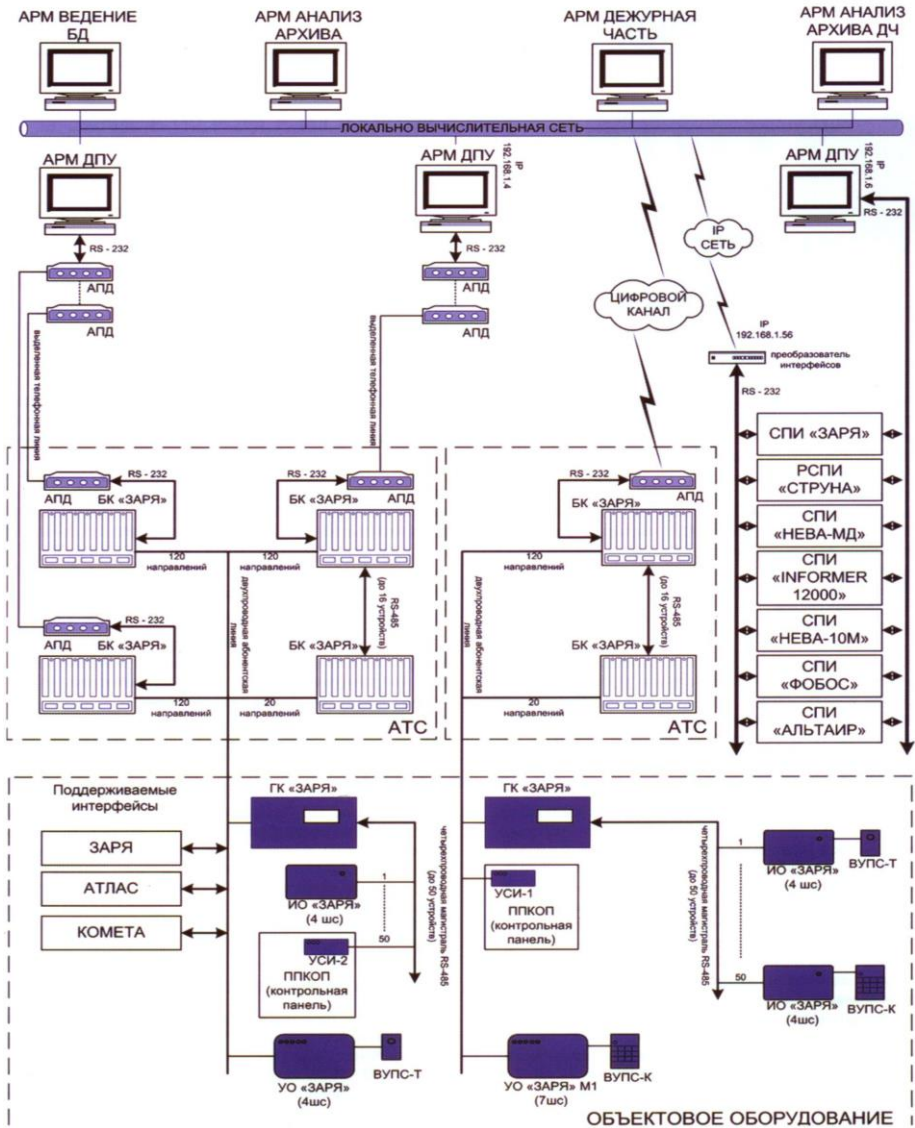 АРМ ВЕДЕНИЕ
БД
АРМ АНАЛИЗ
АРХИВА
АРМ ДЕЖУРНАЯ
ЧАСТЬ
АРМ АНАЛИЗ
АРХИВА ДЧ
ЛОКАЛЬНО ВЫЧИСЛИТЕЛЬНАЯ СЕТЬ
АРМ ДПУ
АРМ ДПУ
IP
192.168.1.4
АРМ ДПУ
IP
192.168.1.6
RS - 232
RS - 232
RS - 232
АПД
АПД
АПД
АПД
выделенная телефонная линия
выделенная телефонная линия
IP
СЕТЬ
ЦИФРОВОЙ
КАНАЛ
IP
192.168.1.56
преобразователь
интерфейсов
RS - 232
СПИ «ЗАРЯ»
РСПИ
«СТРУНА»
СПИ
«НЕВА-МД»
СПИ
«INFORMER
12000»
СПИ
«НЕВА-10М»
СПИ
«ФОБОС»
СПИ
«АЛЬТАИР»
RS - 232
АПД
БК «ЗАРЯ»
RS - 232
АПД
БК «ЗАРЯ»
RS - 232
АПД
БК «ЗАРЯ»
120
направлений
120
направлений
120
направлений
двухпроводная абонентская
линия
RS-485
(до 16 устройств)
двухпроводная абонентская
линия
RS-485
(до 16 устройств)
RS - 232
АПД
БК «ЗАРЯ»
БК «ЗАРЯ»
БК «ЗАРЯ»
120
направлений
20
направлений
20
направлений
АТС
АТС
Поддерживаемые
интерфейсы
ЗАРЯ
АТЛАС
КОМЕТА
ГК «ЗАРЯ»
ИО «ЗАРЯ»
(4 шс)
1
50
УСИ-2
ППКОП
(контрольная
панель)
четырехпроводная магистраль RS-485
(до 50 устройств)
УО «ЗАРЯ»
(4шс)
ВУПС-Т
ГК «ЗАРЯ»
УСИ-1
ППКОП
(контрольная
панель)
УО «ЗАРЯ» М1
(7шс)
ВУПС-К
четырехпроводная магистраль RS-485
(до 50 устройств)
1
ИО «ЗАРЯ»
(4 шс)
ВУПС-Т
50
ИО «ЗАРЯ»
(4шс)
ВУПС-К
ОБЪЕКТОВОЕ ОБОРУДОВАНИЕ